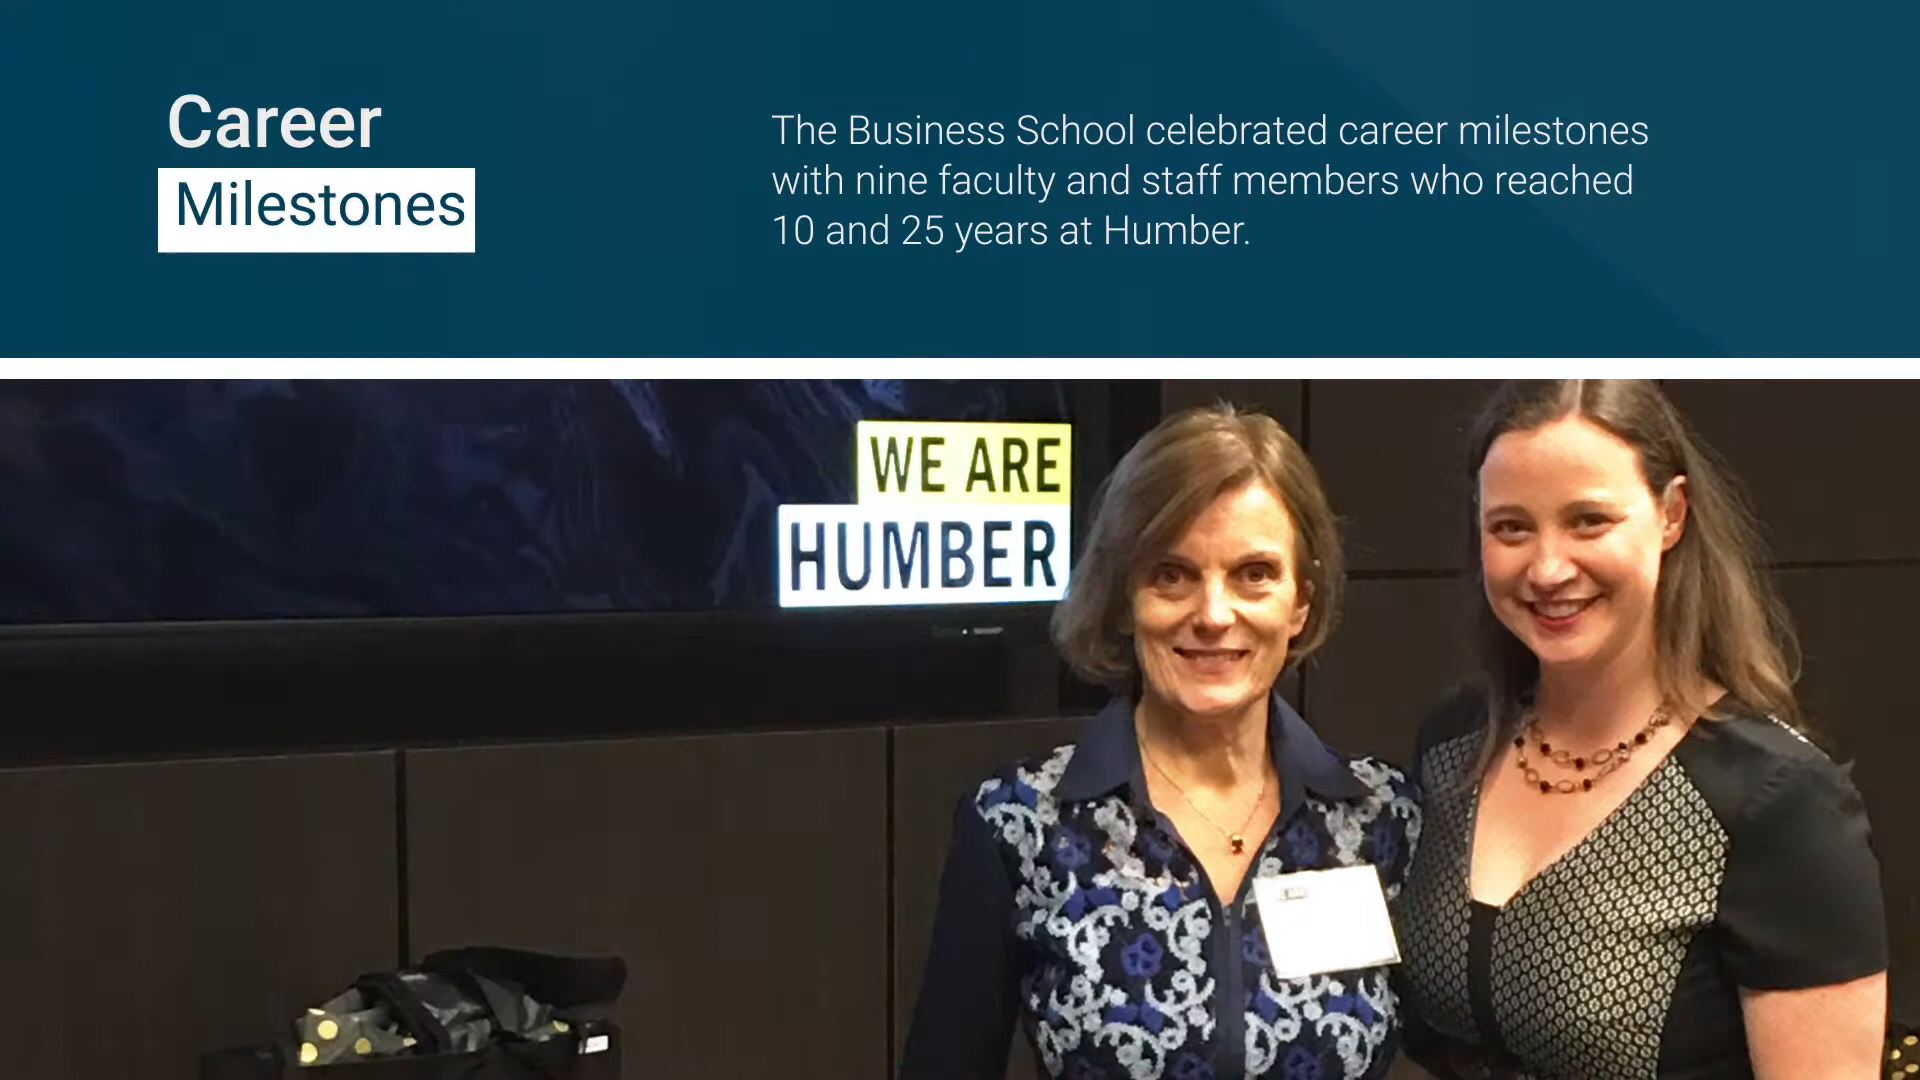 Career
Milestones
The Business School celebrated career milestones
with nine faculty and staff members who reached
10 and 25 years at Humber.
WE ARE
HUMBER